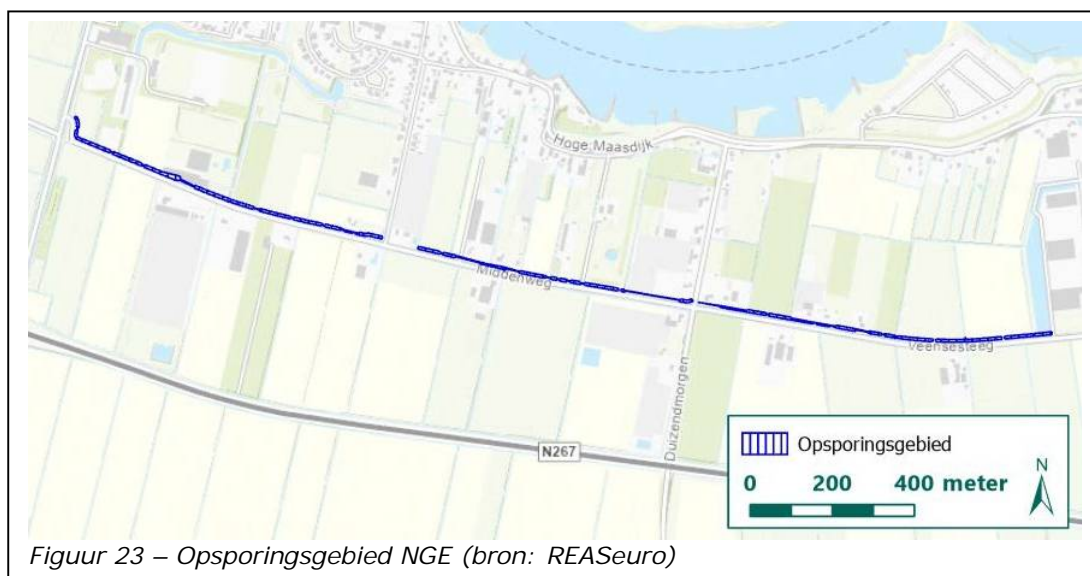 Hoge Maasdijk
Middenweg
Veensesteeg
Duizendmorgen
N267
Opsporingsgebied
0 200 400 meter
N
Figuur 23 – Opsporingsgebied NGE (bron: REASeuro)